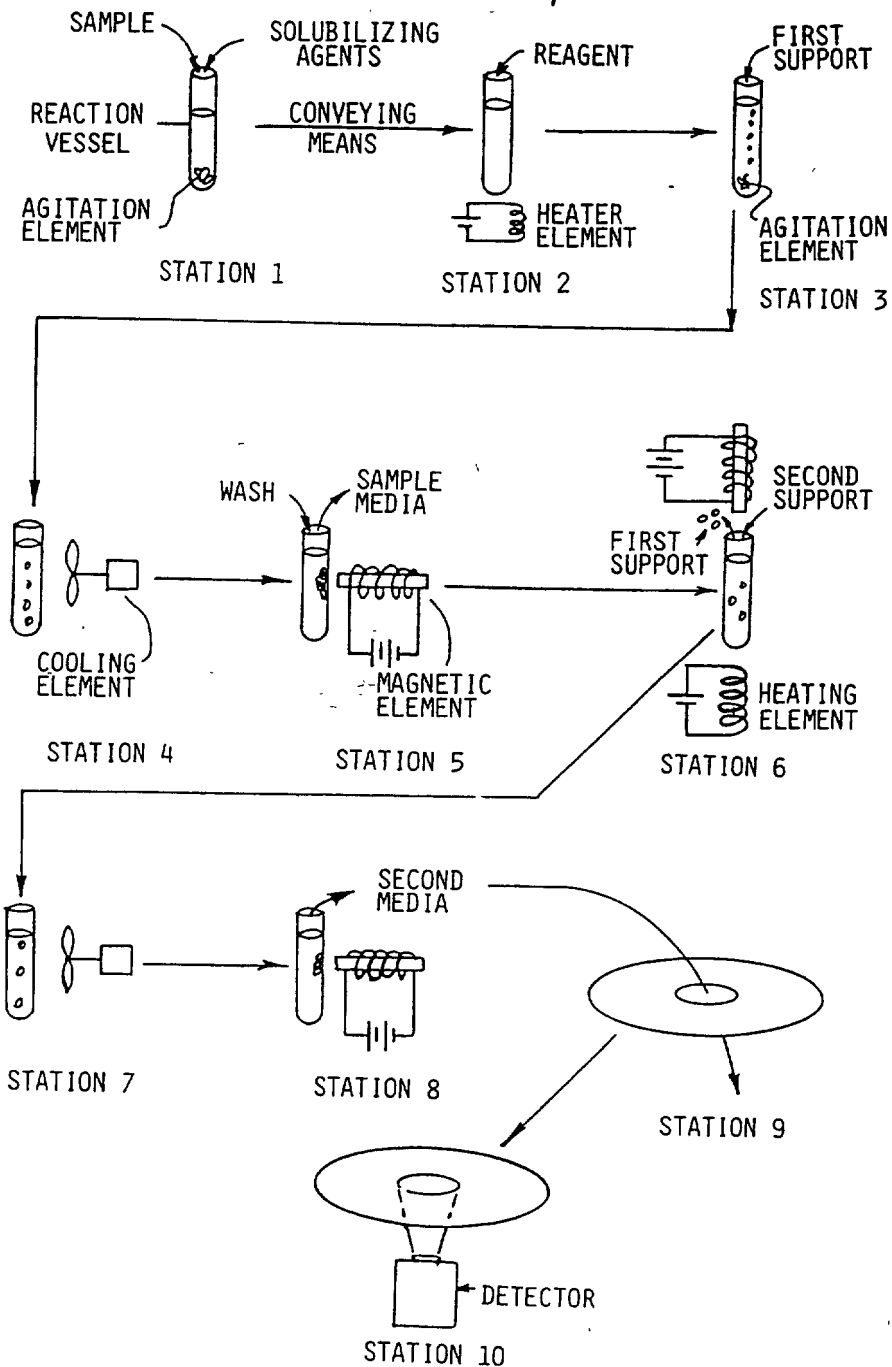 SAMPLE
SOLUBILIZING
AGENTS
REAGENT
FIRST
SUPPORT
REACTION
VESSEL
CONVEYING
MEANS
AGITATION
ELEMENT
HEATER
ELEMENT
AGITATION
ELEMENT
STATION 1
STATION 2
STATION 3
WASH
SAMPLE
MEDIA
SECOND
SUPPORT
FIRST
SUPPORT
COOLING
ELEMENT
MAGNETIC
ELEMENT
HEATING
ELEMENT
STATION 4
STATION 5
STATION 6
SECOND
MEDIA
STATION 7
STATION 8
STATION 9
DETECTOR
STATION 10